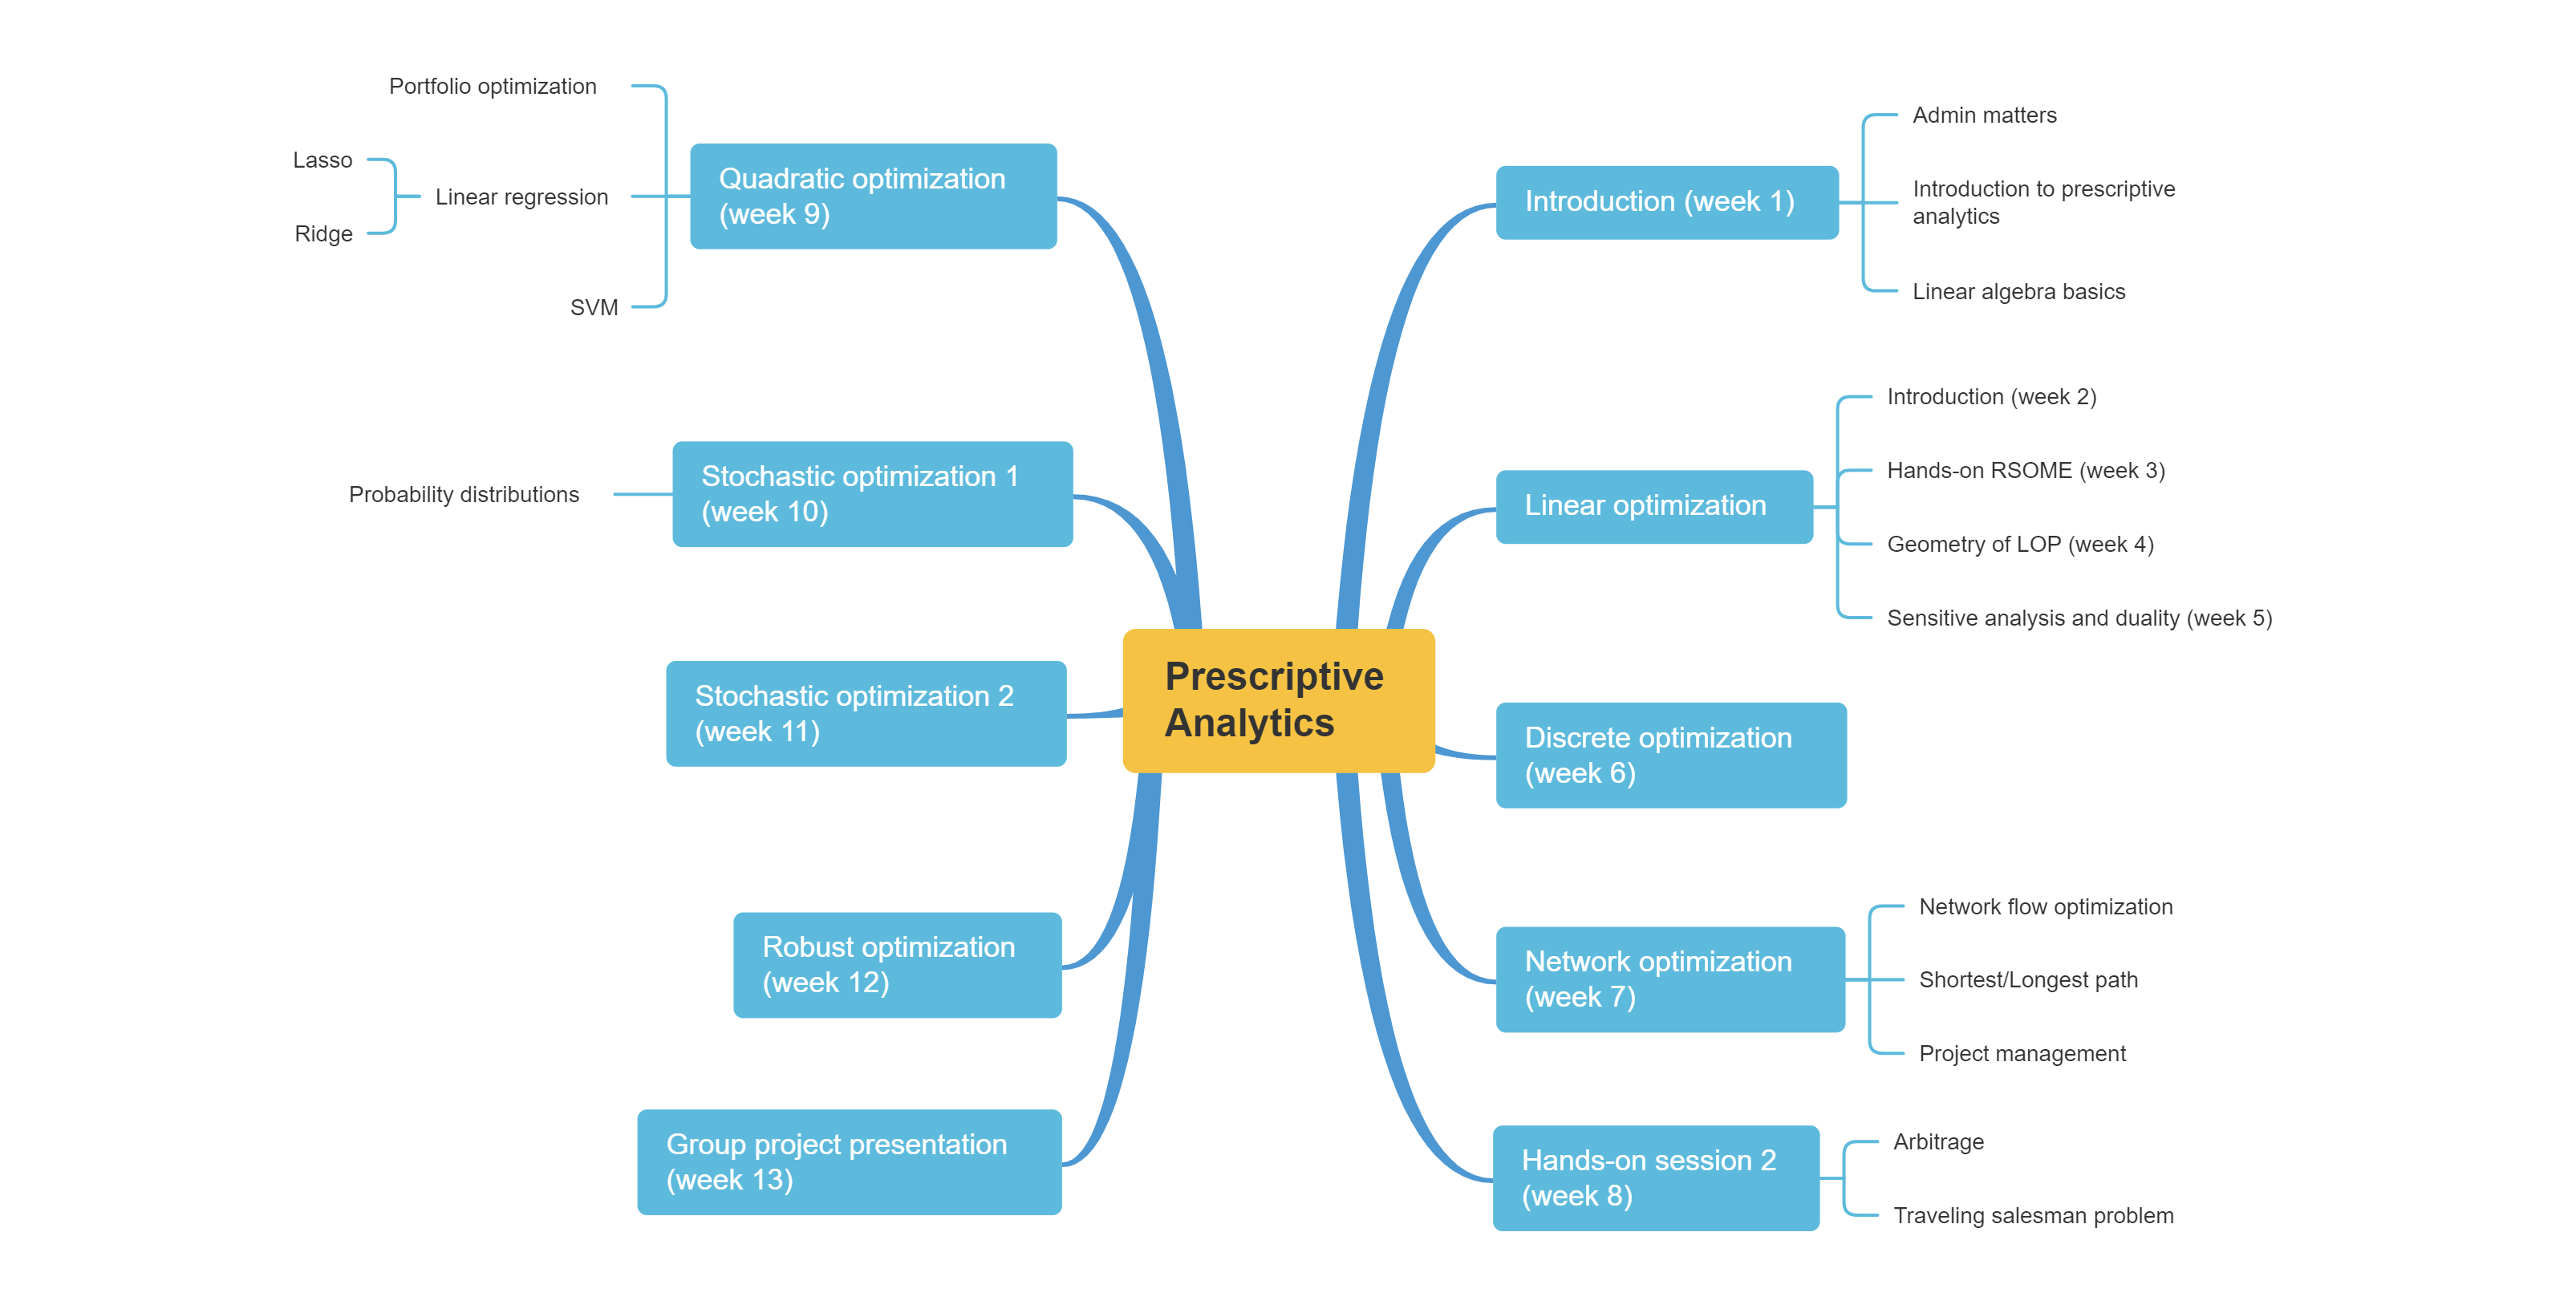 Prescriptive
Analytics
Introduction (week 1)
Admin matters
Introduction to prescriptive
analytics
Linear algebra basics
Linear optimization
Introduction (week 2)
Hands-on RSOME (week 3)
Geometry of LOP (week 4)
Sensitive analysis and duality (week 5)
Discrete optimization
(week 6)
Network optimization
(week 7)
Network flow optimization
Shortest/Longest path
Project management
Hands-on session 2
(week 8)
Arbitrage
Traveling salesman problem
Quadratic optimization
(week 9)
Portfolio optimization
Linear regression
Lasso
Ridge
SVM
Stochastic optimization 1
(week 10)
Probability distributions
Stochastic optimization 2
(week 11)
Robust optimization
(week 12)
Group project presentation
(week 13)